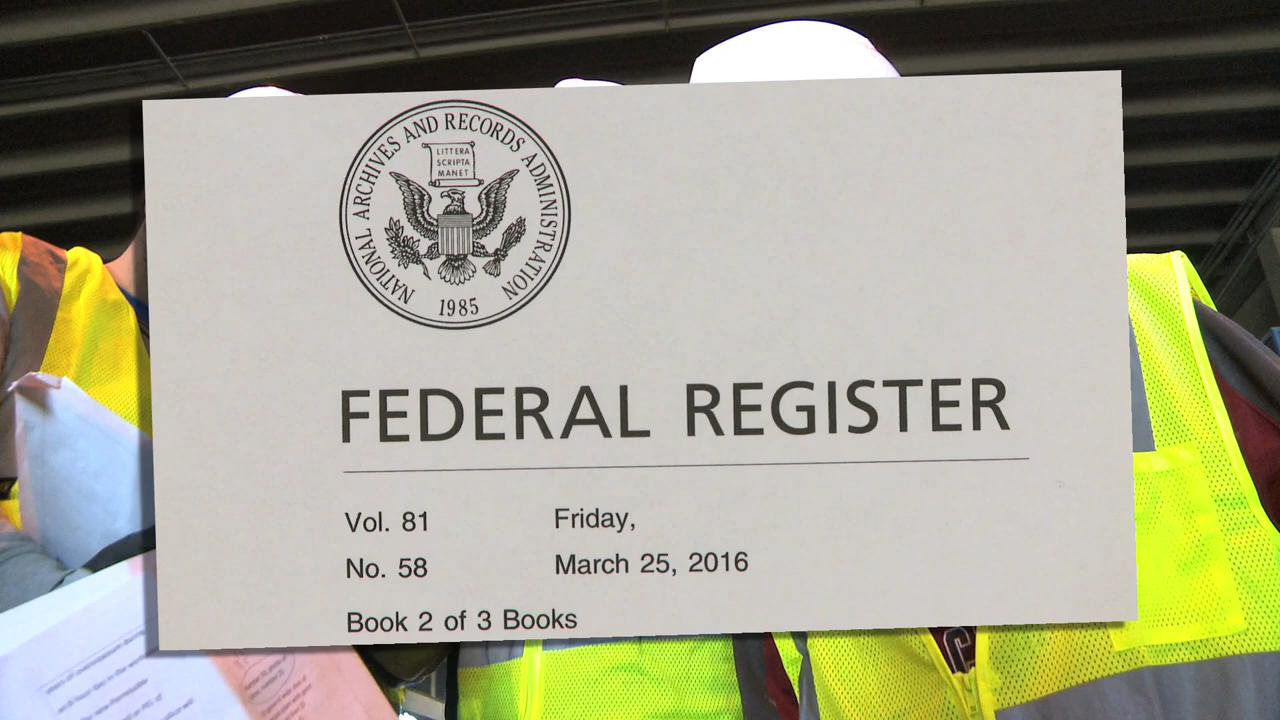 NATIONAL ARCHIVES AND RECORDS ADMINISTRATION
LITTERA
SCRIPTA
MANET
1985
FEDERAL REGISTER
Vol. 81
Friday,
No. 58
March 25, 2016
Book 2 of 3 Books